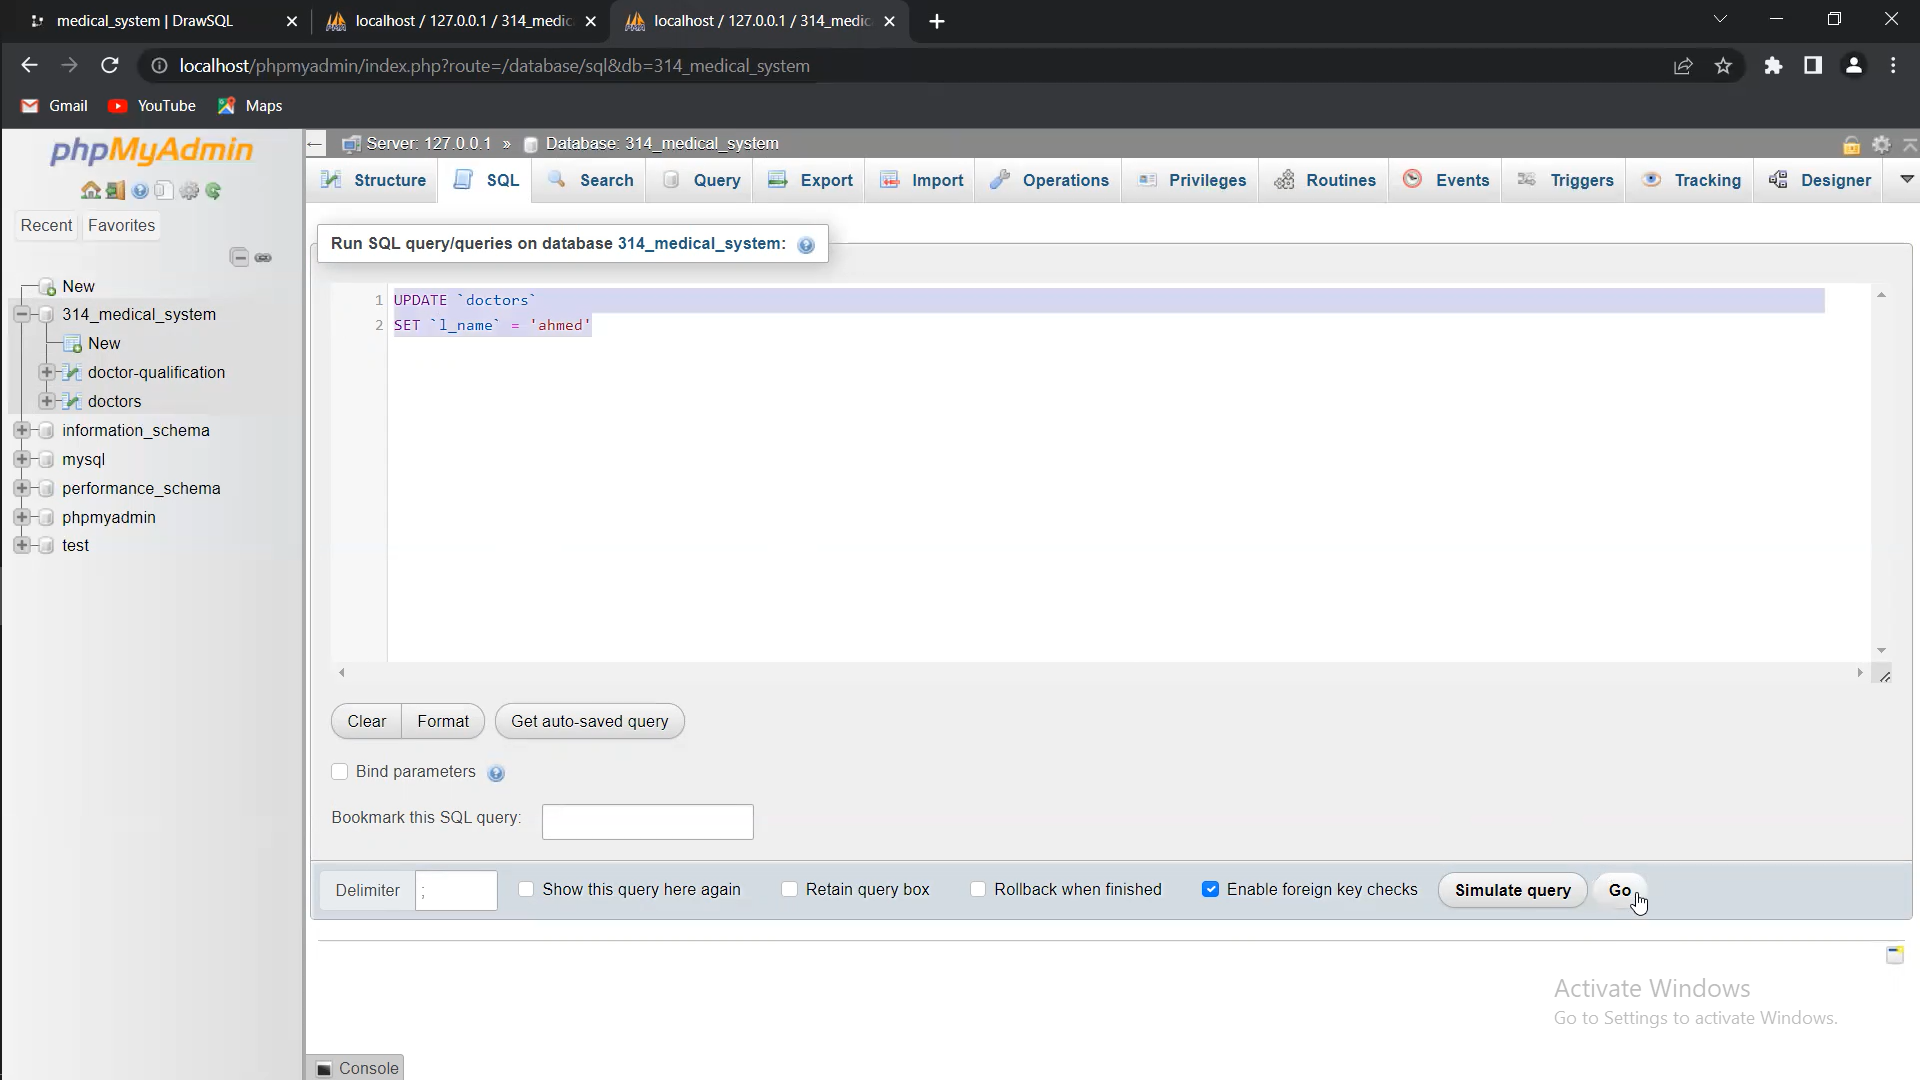 medical_system | DrawSQL
localhost / 127.0.0.1 / 314_medic
localhost / 127.0.0.1 / 314_medic
localhost/phpmyadmin/index.php?route=/database/sql&db=314_medical_system
Gmail YouTube Maps
phpMyAdmin
Recent Favorites
New
314_medical_system
New
doctor-qualification
doctors
information_schema
mysql
performance_schema
phpmyadmin
test
Server: 127.0.0.1 » Database: 314_medical_system
Structure SQL Search Query Export Import Operations Privileges Routines Events Triggers Tracking Designer
Run SQL query/queries on database 314_medical_system:
1 UPDATE `doctors`
2 SET `l_name` = 'ahmed'
Clear Format Get auto-saved query
Bind parameters
Bookmark this SQL query:
Delimiter ; Show this query here again Retain query box Rollback when finished Enable foreign key checks Simulate query Go
Activate Windows
Go to Settings to activate Windows.
Console